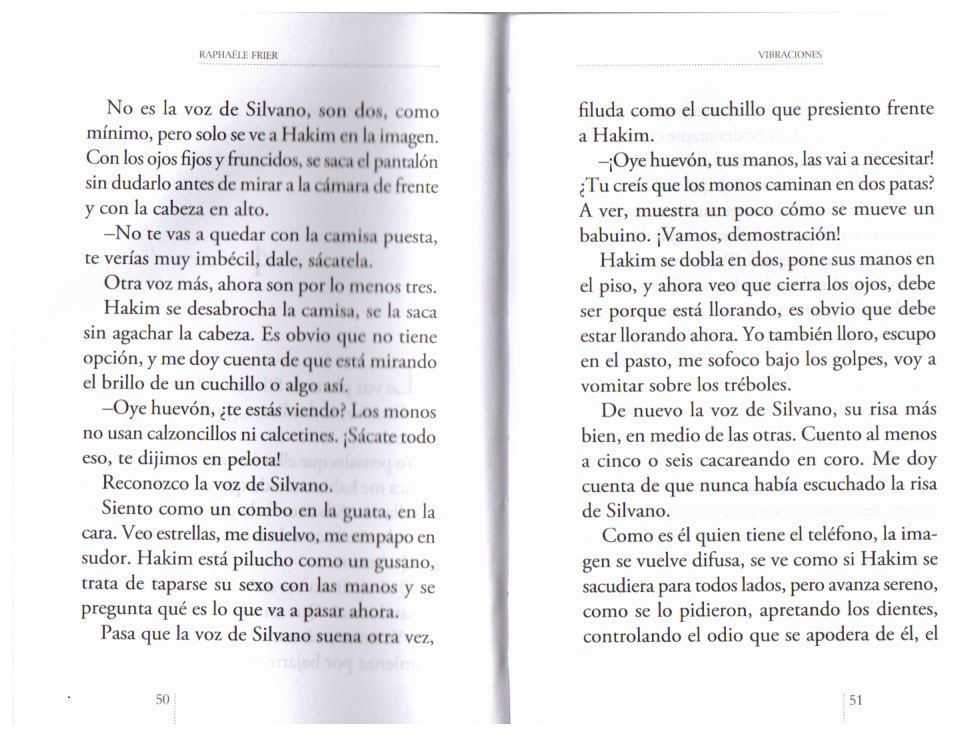 RAPHAËLE FRIER
No es la voz de Silvano, son dos, como
mínimo, pero solo se ve a Hakim en la imagen.
Con los ojos fijos y fruncidos, se saca el pantalón
sin dudarlo antes de mirar a la cámara de frente
y con la cabeza en alto.
–No te vas a quedar con la camisa puesta,
te verías muy imbécil, dale, sácatela.
Otra voz más, ahora son por lo menos tres.
Hakim se desabrocha la camisa, se la saca
sin agachar la cabeza. Es obvio que no tiene
opción, y me doy cuenta de que está mirando
el brillo de un cuchillo o algo así.
–Oye huevón, ¿te estás viendo? Los monos
no usan calzoncillos ni calcetines. ¡Sácate todo
eso, te dijimos en pelota!
Reconozco la voz de Silvano.
Siento como un combo en la guata, en la
cara. Veo estrellas, me disuelvo, me empapo en
sudor. Hakim está pilucho como un gusano,
trata de taparse su sexo con las manos y se
pregunta qué es lo que va a pasar ahora.
Pasa que la voz de Silvano suena otra vez,
50
VIBRACIONES
filuda como el cuchillo que presiento frente
a Hakim.
–¡Oye huevón, tus manos, las vai a necesitar!
¿Tu creís que los monos caminan en dos patas?
A ver, muestra un poco cómo se mueve un
babuino. ¡Vamos, demostración!
Hakim se dobla en dos, pone sus manos en
el piso, y ahora veo que cierra los ojos, debe
ser porque está llorando, es obvio que debe
estar llorando ahora. Yo también lloro, escupo
en el pasto, me sofoco bajo los golpes, voy a
vomitar sobre los tréboles.
De nuevo la voz de Silvano, su risa más
bien, en medio de las otras. Cuento al menos
a cinco o seis cacareando en coro. Me doy
cuenta de que nunca había escuchado la risa
de Silvano.
Como es él quien tiene el teléfono, la ima-
gen se vuelve difusa, se ve como si Hakim se
sacudiera para todos lados, pero avanza sereno,
como se lo pidieron, apretando los dientes,
controlando el odio que se apodera de él, el
51